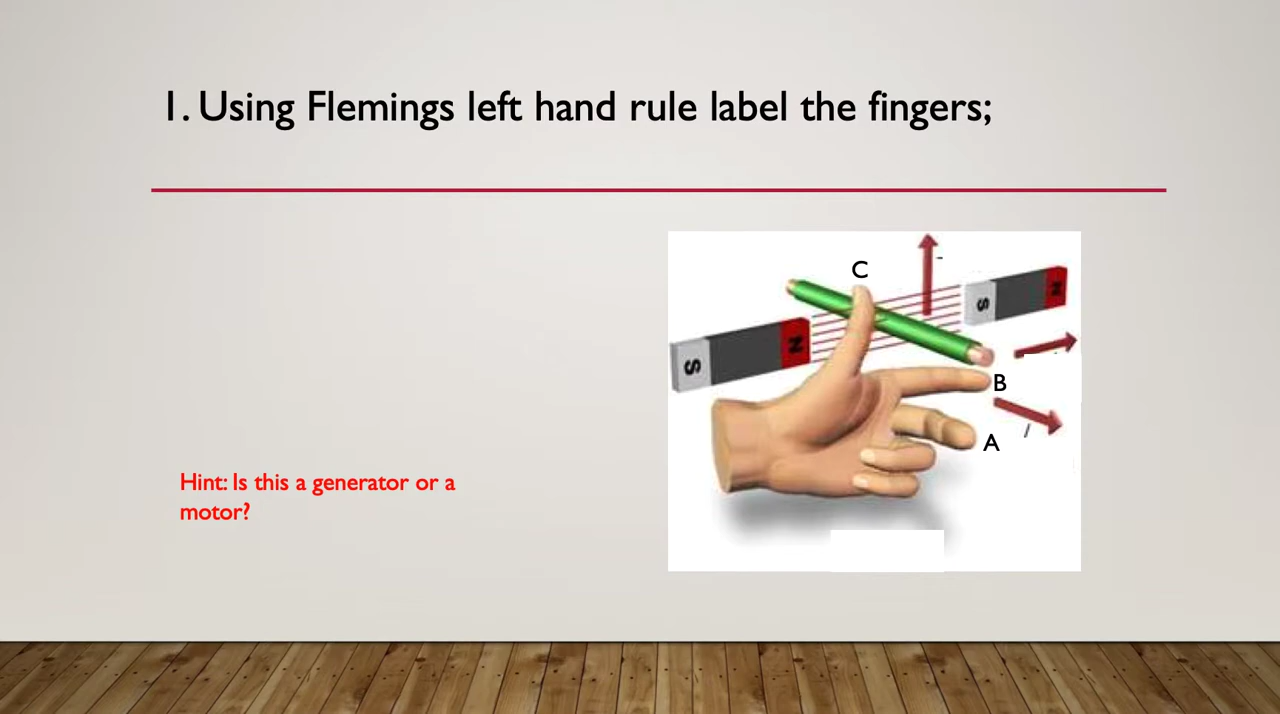 1. Using Flemings left hand rule label the fingers;
C
S
N
N
S
B
A
Hint: Is this a generator or a
motor?